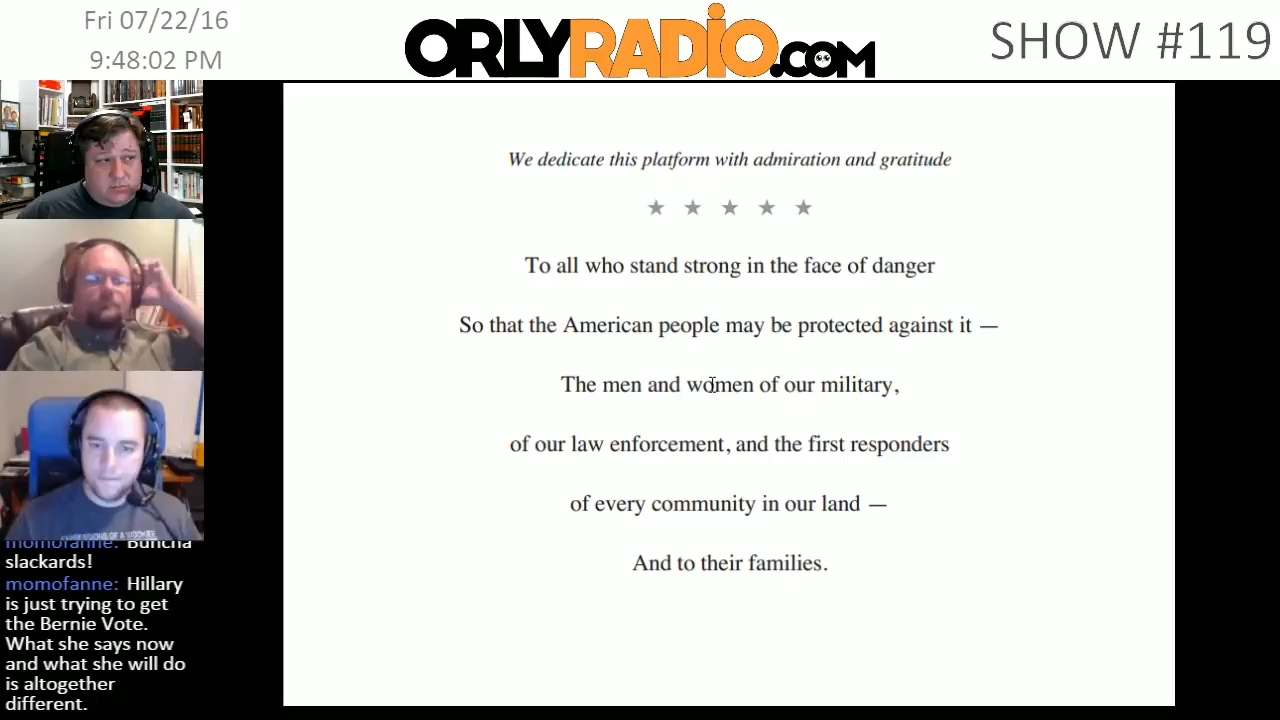 Fri 07/22/16
9:48:02 PM
ORLYRADIO.COM
SHOW #119
We dedicate this platform with admiration and gratitude
★ ★ ★ ★ ★
To all who stand strong in the face of danger
So that the American people may be protected against it —
The men and women of our military,
of our law enforcement, and the first responders
of every community in our land —
And to their families.
momofanne: Buncha
slackards!
momofanne: Hillary
is just trying to get
the Bernie Vote.
What she says now
and what she will do
is altogether
different.